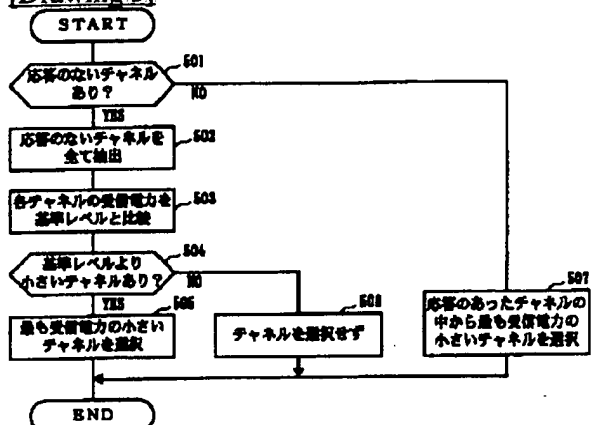 [Drawing 5]
START
501
応答のないチャネル
あり？
NO
YES
502
応答のないチャネルを
全て抽出
503
各チャネルの受信電力を
基準レベルと比較
504
基準レベルより
小さいチャネルあり？
NO
YES
505
最も受信電力の小さい
チャネルを選択
チャネルを選択せず
507
応答のあったチャネルの
中から最も受信電力の
小さいチャネルを選択
END